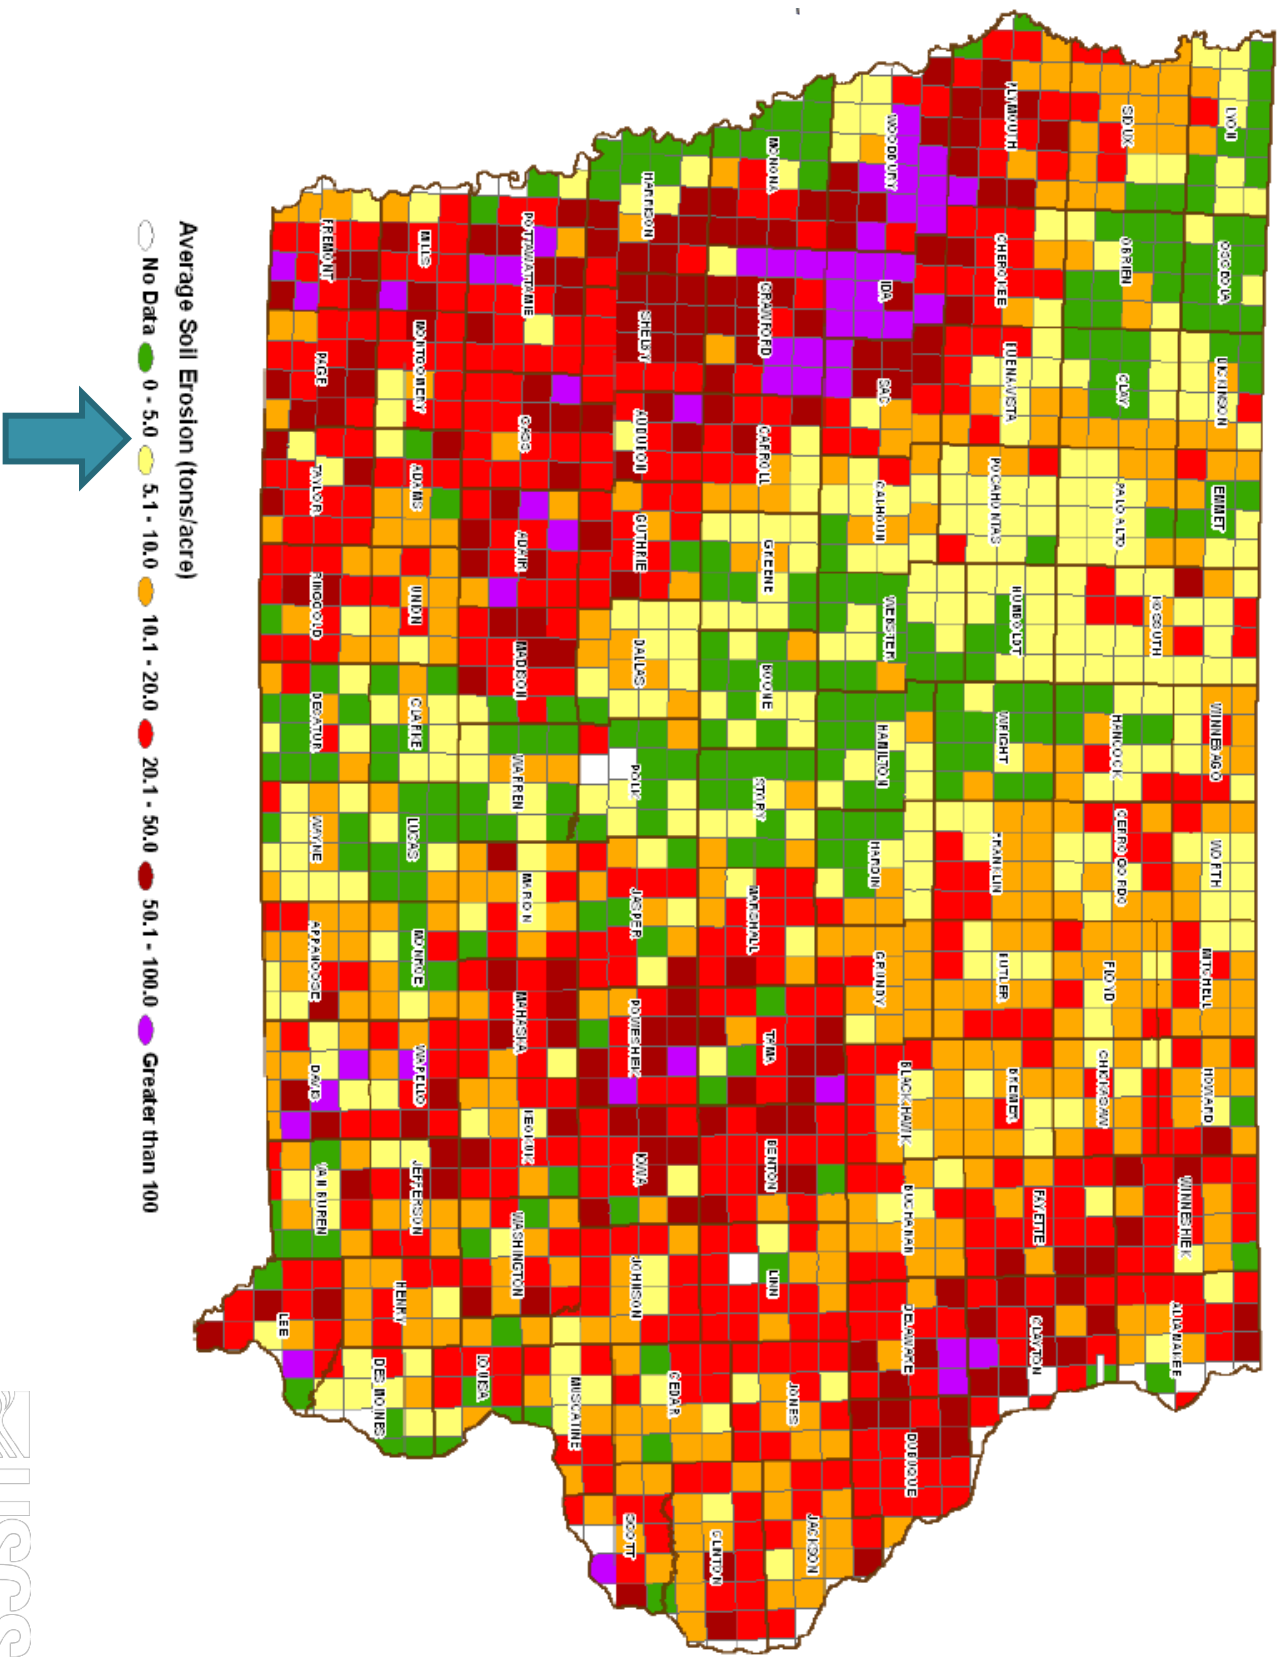 LYON
OSCEOLA
DICKINSON
EMMET
KOSSUTH
WINNEBAGO
WORTH
MITCHELL
HOWARD
WINNESHIEK
ALLAMAKEE
SIOUX
OBRIEN
CLAY
PALO ALTO
HANCOCK
CERRO GORDO
FLOYD
CHICKASAW
FAYETTE
CLAYTON
PLYMOUTH
CHEROKEE
BUENA VISTA
POCAHONTAS
HUMBOLDT
WRIGHT
FRANKLIN
BUTLER
BREMER
WOODBURY
IDA
SAC
CALHOUN
WEBSTER
HAMILTON
HARDIN
GRUNDY
BLACK HAWK
BUCHANAN
DELAWARE
DUBUQUE
MONONA
CRAWFORD
CARROLL
GREENE
BOONE
STORY
MARSHALL
TAMA
BENTON
LINN
JONES
JACKSON
HARRISON
SHELBY
AUDUBON
GUTHRIE
DALLAS
POLK
JASPER
POWESHIEK
IOWA
JOHNSON
CEDAR
CLINTON
SCOTT
POTTAWATTAMIE
CASS
ADAIR
MADISON
WARREN
MARION
MAHASKA
KEOKUK
WASHINGTON
MUSCATINE
LOUISA
MILLS
MONTGOMERY
ADAMS
UNION
CLARKE
LUCAS
MONROE
WAPELLO
JEFFERSON
HENRY
DES MOINES
FREMONT
PAGE
TAYLOR
RINGGOLD
DECATUR
WAYNE
APPANOOSE
DAVIS
VAN BUREN
LEE
Average Soil Erosion (tons/acre)
No Data 0 - 5.0 5.1 - 10.0 10.1 - 20.0 20.1 - 50.0 50.1 - 100.0 Greater than 100